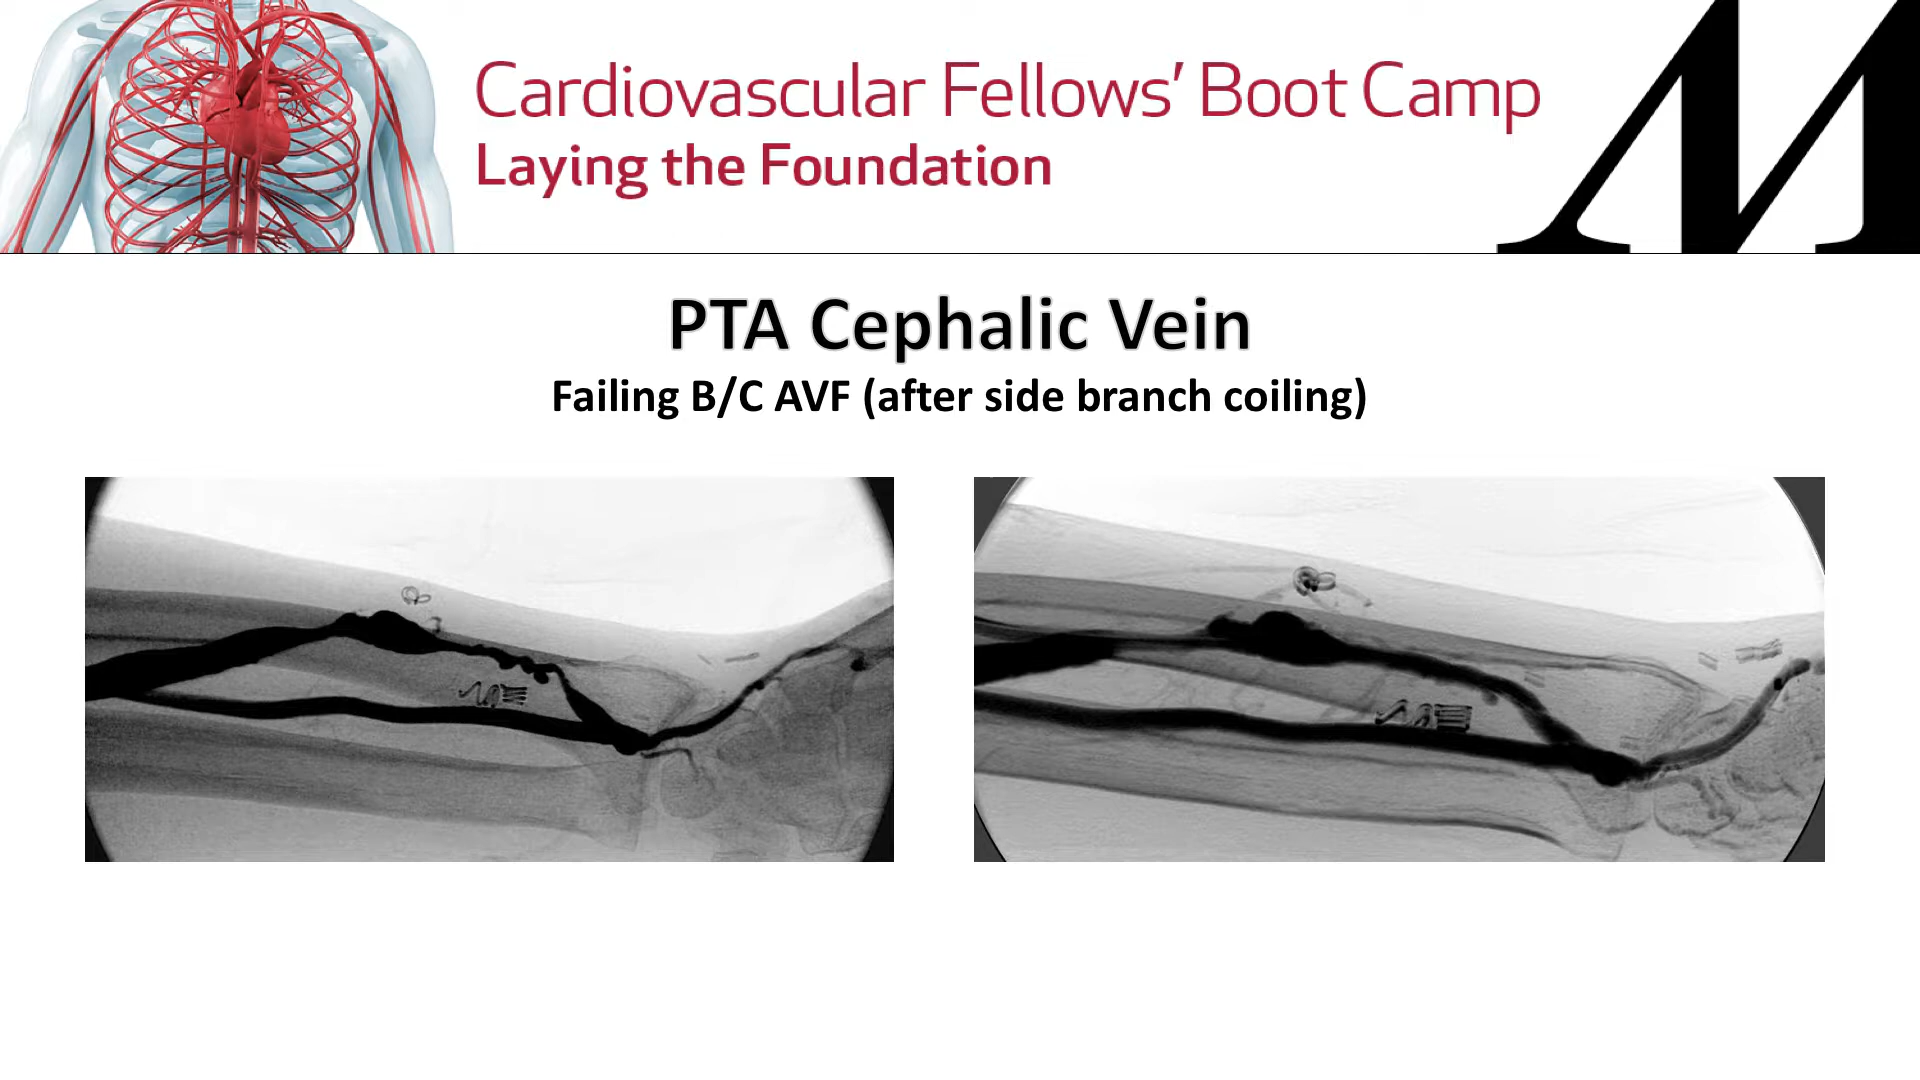 Cardiovascular Fellows' Boot Camp
Laying the Foundation
M
PTA Cephalic Vein
Failing B/C AVF (after side branch coiling)